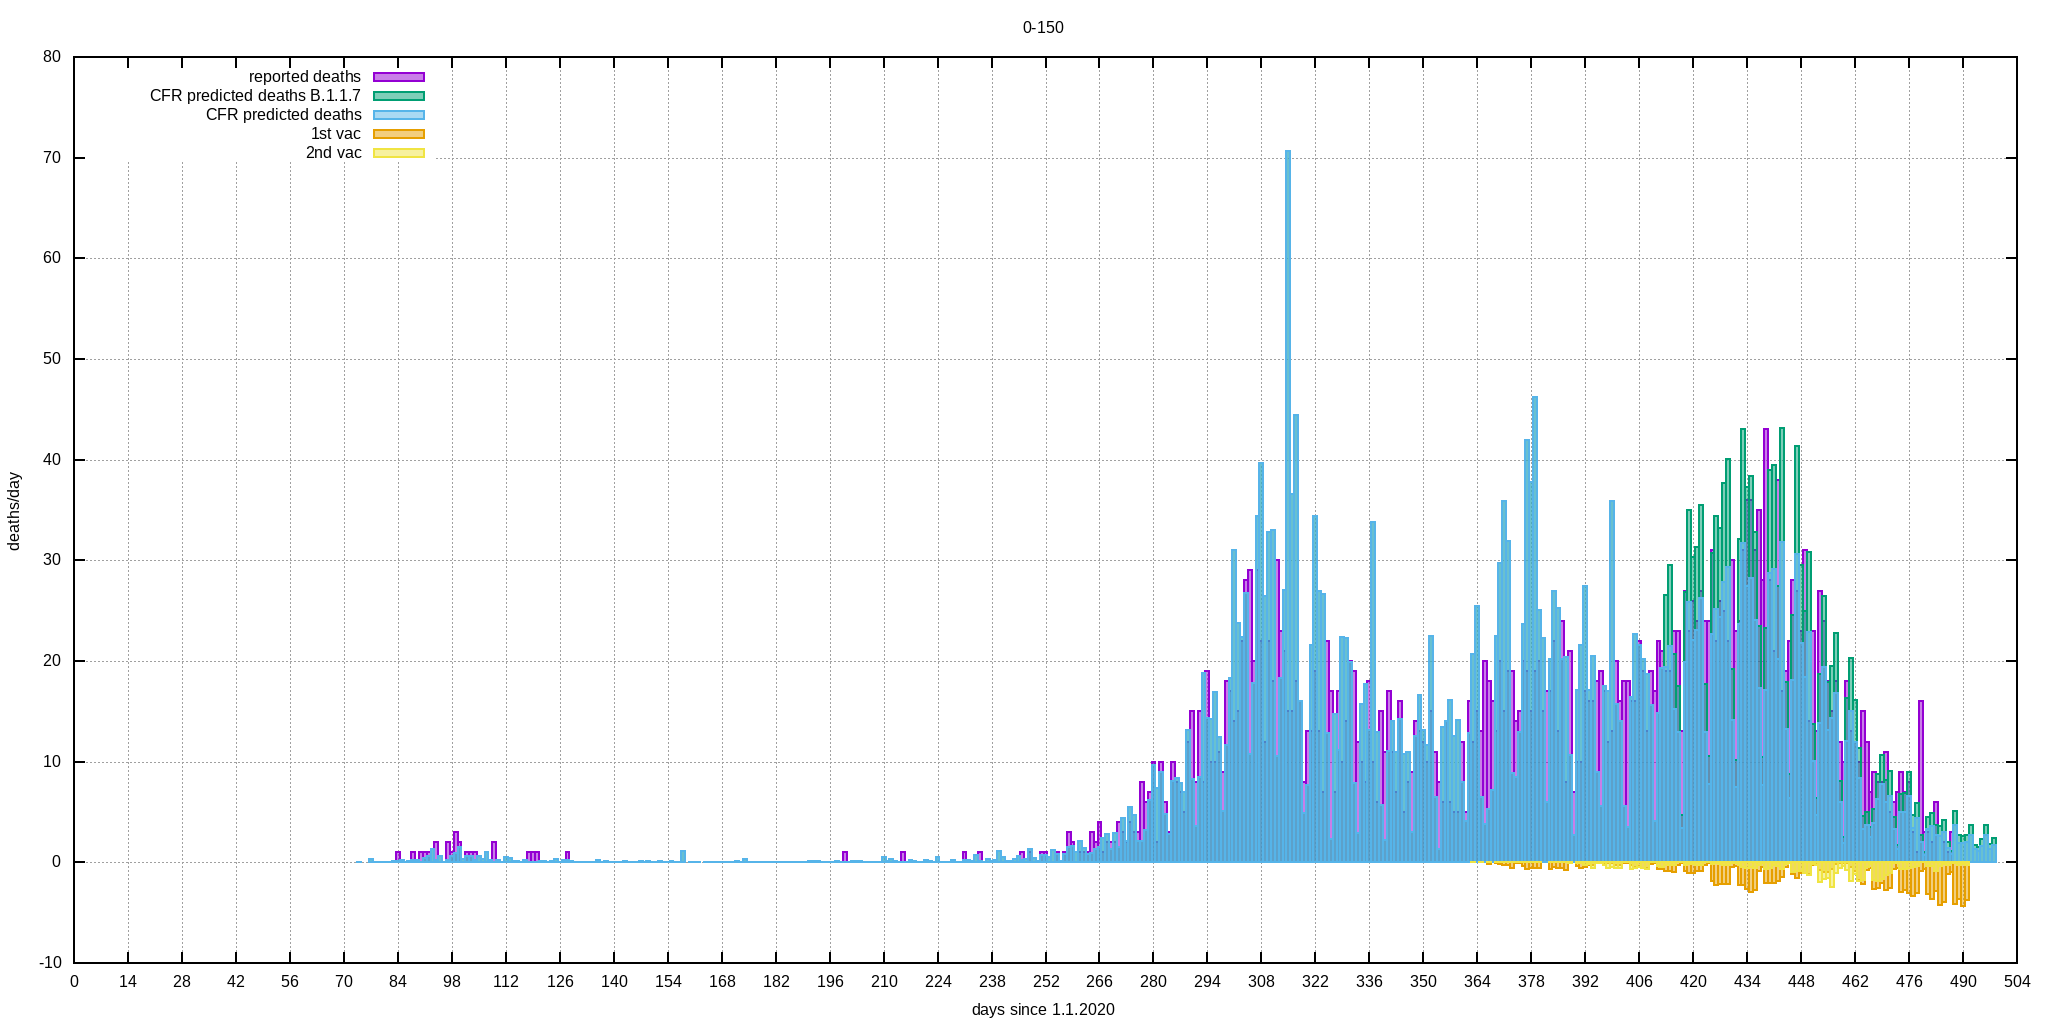 0-150
reported deaths
CFR predicted deaths B.1.1.7
CFR predicted deaths
1st vac
2nd vac
80
70
60
50
40
30
20
10
0
-10
deaths/day
0 14 28 42 56 70 84 98 112 126 140 154 168 182 196 210 224 238 252 266 280 294 308 322 336 350 364 378 392 406 420 434 448 462 476 490 504
days since 1.1.2020